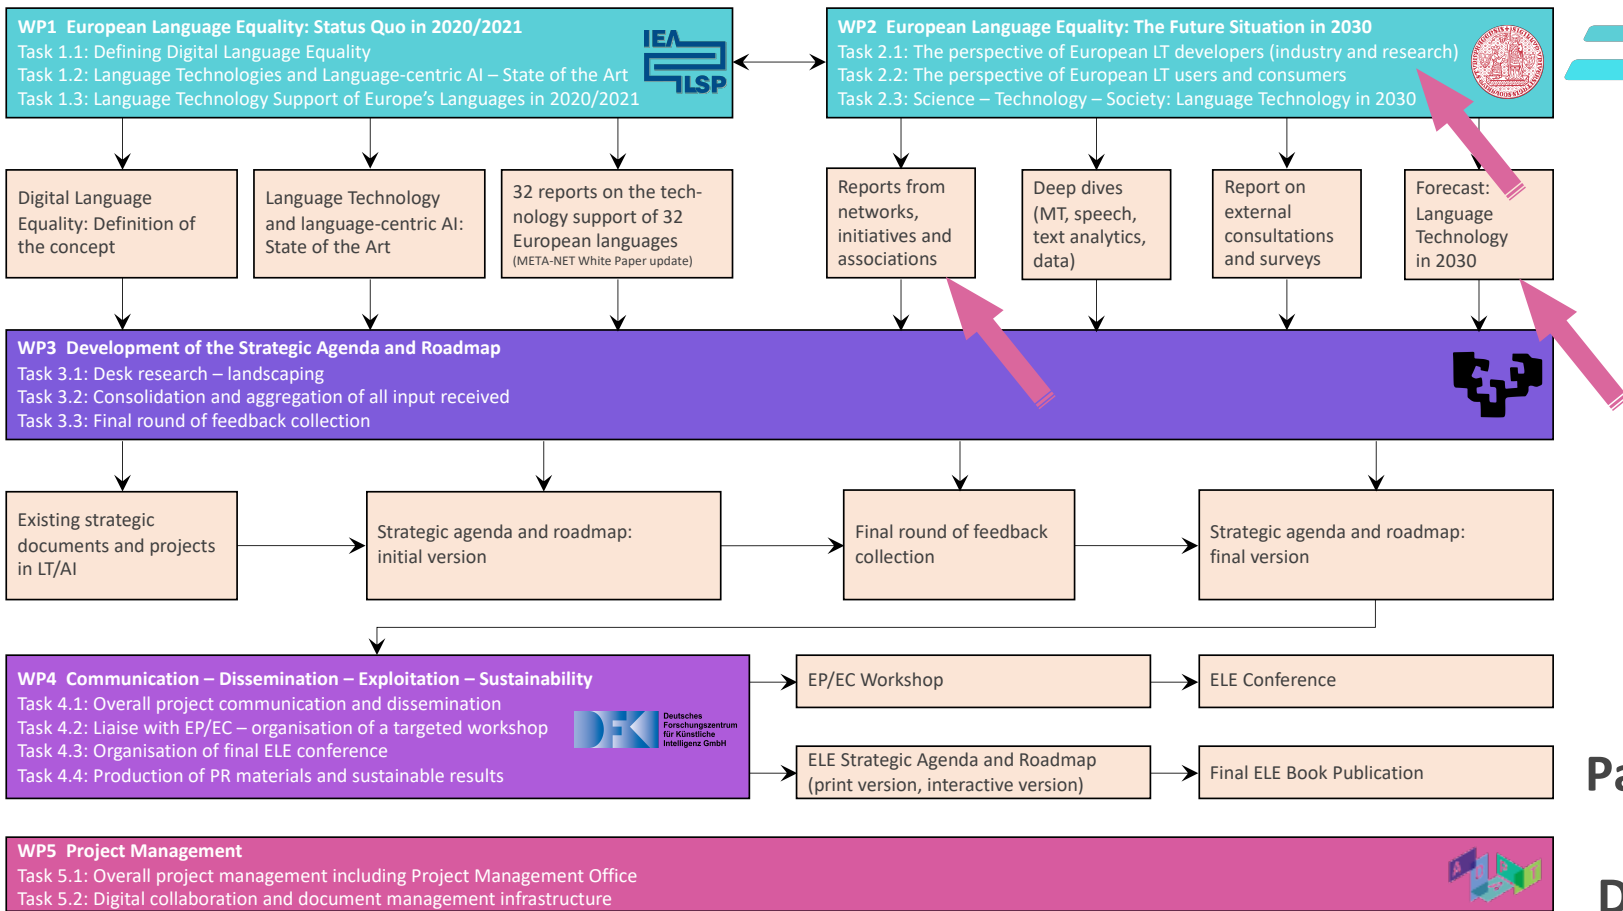 WP1 European Language Equality: Status Quo in 2020/2021
Task 1.1: Defining Digital Language Equality
Task 1.2: Language Technologies and Language-centric AI – State of the Art
Task 1.3: Language Technology Support of Europe's Languages in 2020/2021
ILSP
WP2 European Language Equality: The Future Situation in 2030
Task 2.1: The perspective of European LT developers (industry and research)
Task 2.2: The perspective of European LT users and consumers
Task 2.3: Science – Technology – Society: Language Technology in 2030
Digital Language
Equality: Definition of
the concept
Language Technology
and language-centric AI:
State of the Art
32 reports on the tech-
nology support of 32
European languages
(META-NET White Paper update)
Reports from
networks,
initiatives and
associations
Deep dives
(MT, speech,
text analytics,
data)
Report on
external
consultations
and surveys
Forecast:
Language
Technology
in 2030
WP3 Development of the Strategic Agenda and Roadmap
Task 3.1: Desk research – landscaping
Task 3.2: Consolidation and aggregation of all input received
Task 3.3: Final round of feedback collection
Existing strategic
documents and projects
in LT/AI
Strategic agenda and roadmap:
initial version
Final round of feedback
collection
Strategic agenda and roadmap:
final version
WP4 Communication – Dissemination – Exploitation – Sustainability
Task 4.1: Overall project communication and dissemination
Task 4.2: Liaise with EP/EC – organisation of a targeted workshop
Task 4.3: Organisation of final ELE conference
Task 4.4: Production of PR materials and sustainable results
DFKI
Deutsches
Forschungszentrum
für Künstliche
Intelligenz GmbH
EP/EC Workshop
ELE Conference
ELE Strategic Agenda and Roadmap
(print version, interactive version)
Final ELE Book Publication
Pa
WP5 Project Management
Task 5.1: Overall project management including Project Management Office
Task 5.2: Digital collaboration and document management infrastructure
ADAPT
D